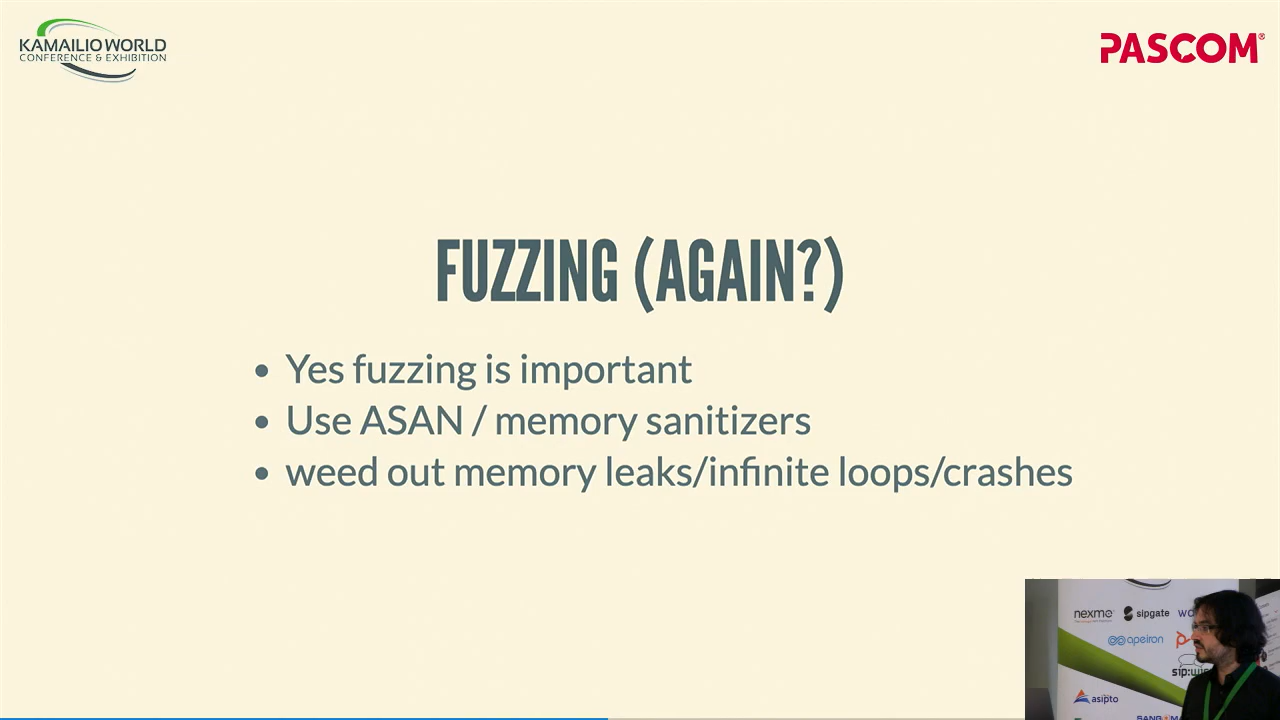 KAMAILIO WORLD
CONFERENCE & EXHIBITION
PASCOM®
FUZZING (AGAIN?)
• Yes fuzzing is important
• Use ASAN / memory sanitizers
• weed out memory leaks/infinite loops/crashes
nexmo
sipgate
apeiron
asipto